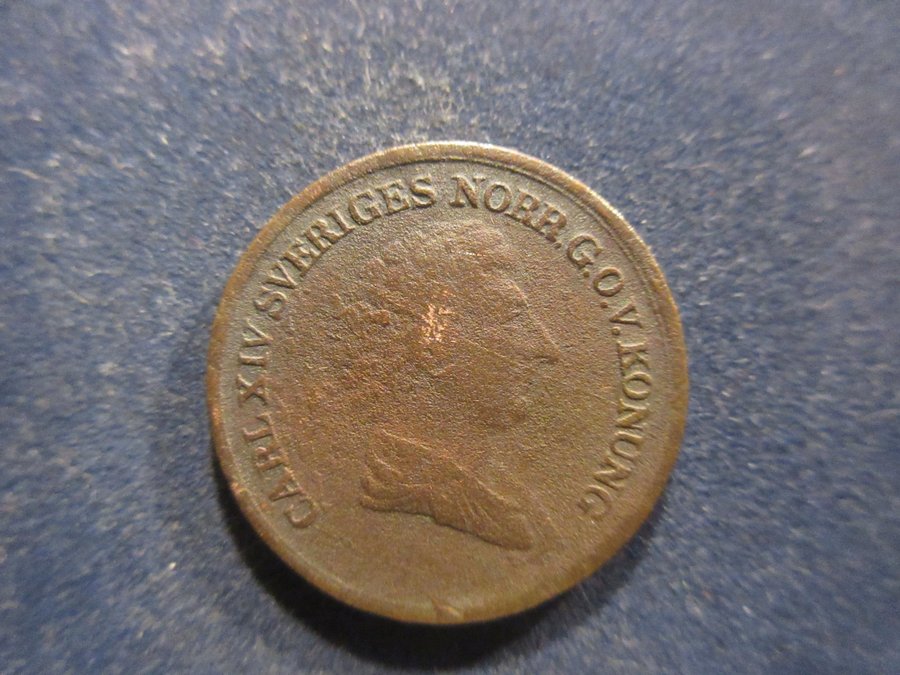 CARL XIV SVERIGES NORR. G. O. V. KONUNG